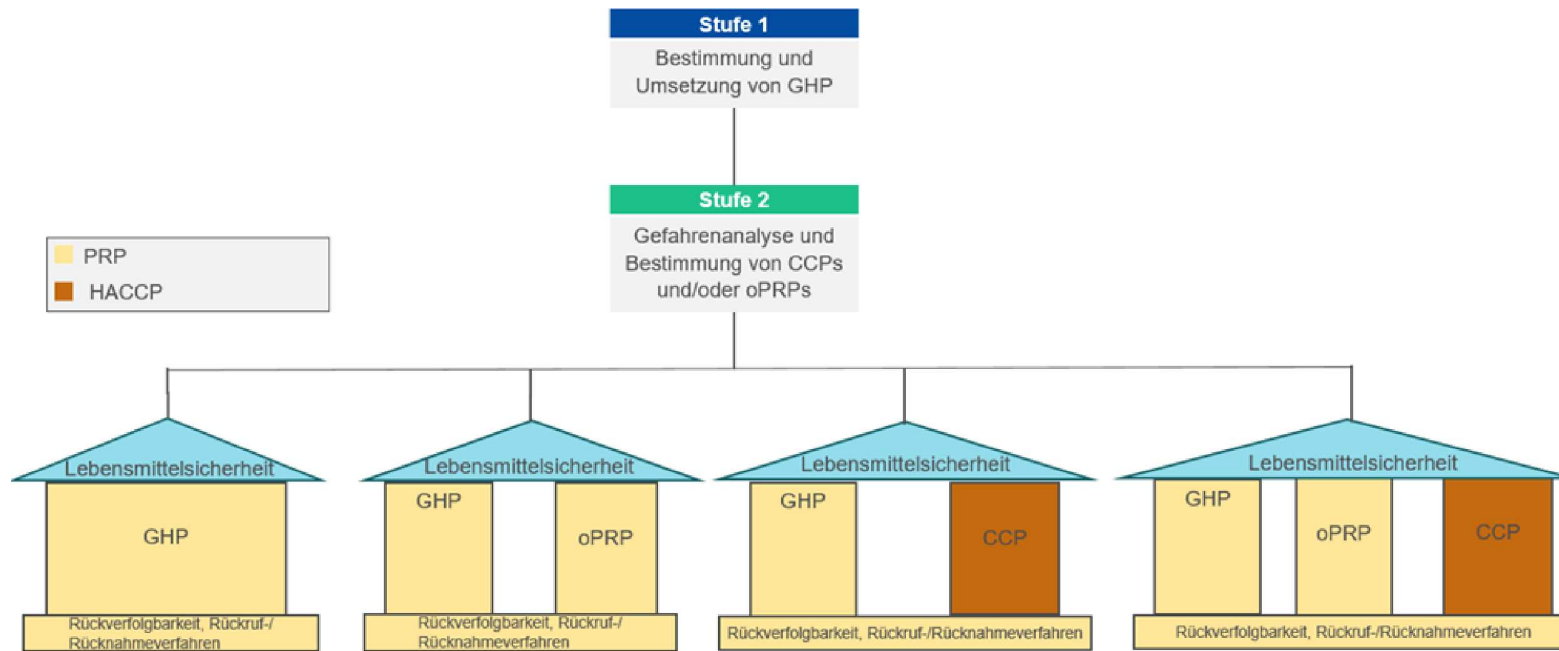 Stufe 1
Bestimmung und
Umsetzung von GHP
Stufe 2
Gefahrenanalyse und
Bestimmung von CCPs
und/oder oPRPs
PRP
HACCP
Lebensmittelsicherheit
GHP
Rückverfolgbarkeit, Rückruf-/
Rücknahmeverfahren
Lebensmittelsicherheit
GHP
oPRP
Rückverfolgbarkeit, Rückruf-/
Rücknahmeverfahren
Lebensmittelsicherheit
GHP
CCP
Rückverfolgbarkeit, Rückruf-/Rücknahmeverfahren
Lebensmittelsicherheit
GHP
oPRP
CCP
Rückverfolgbarkeit, Rückruf-/Rücknahmeverfahren